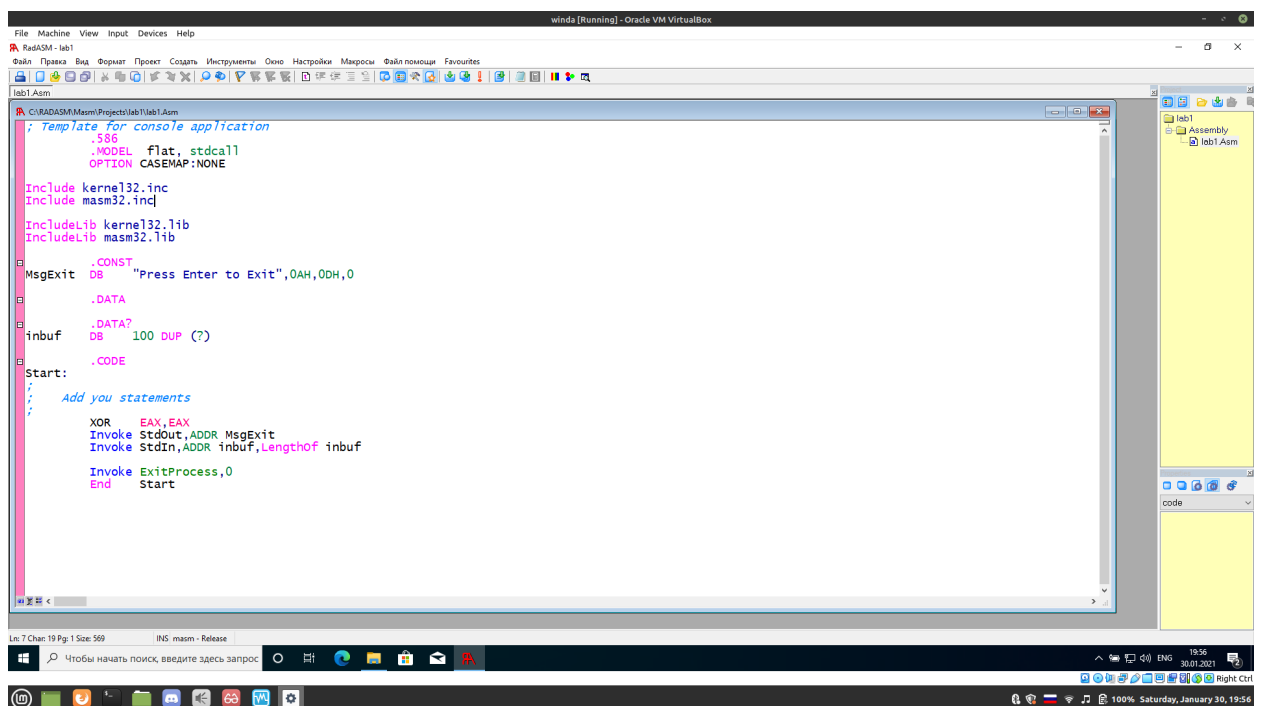 winda [Running] - Oracle VM VirtualBox
File Machine View Input Devices Help
RadASM - lab1
Файл Правка Вид Формат Проект Создать Инструменты Окно Настройки Макросы Файл помощи Favourites
lab1.Asm
C:\RADASM\Masm\Projects\lab1\lab1.Asm
; Template for console application
.586
.MODEL flat, stdcall
OPTION CASEMAP:NONE
Include kernel32.inc
Include masm32.inc
IncludeLib kernel32.lib
IncludeLib masm32.lib
.CONST
MsgExit DB "Press Enter to Exit",0AH,0DH,0
.DATA
.DATA?
inbuf DB 100 DUP (?)
.CODE
Start:
;
; Add you statements
;
XOR EAX,EAX
Invoke StdOut,ADDR MsgExit
Invoke StdIn,ADDR inbuf,LengthOf inbuf
Invoke ExitProcess,0
End Start
lab1
Assembly
lab1.Asm
code
Ln: 7 Char: 19 Pg: 1 Size: 569 INS masm - Release
Чтобы начать поиск, введите здесь запрос
ENG 19:56
30.01.2021
2
Right Ctrl
100% Saturday, January 30, 19:56